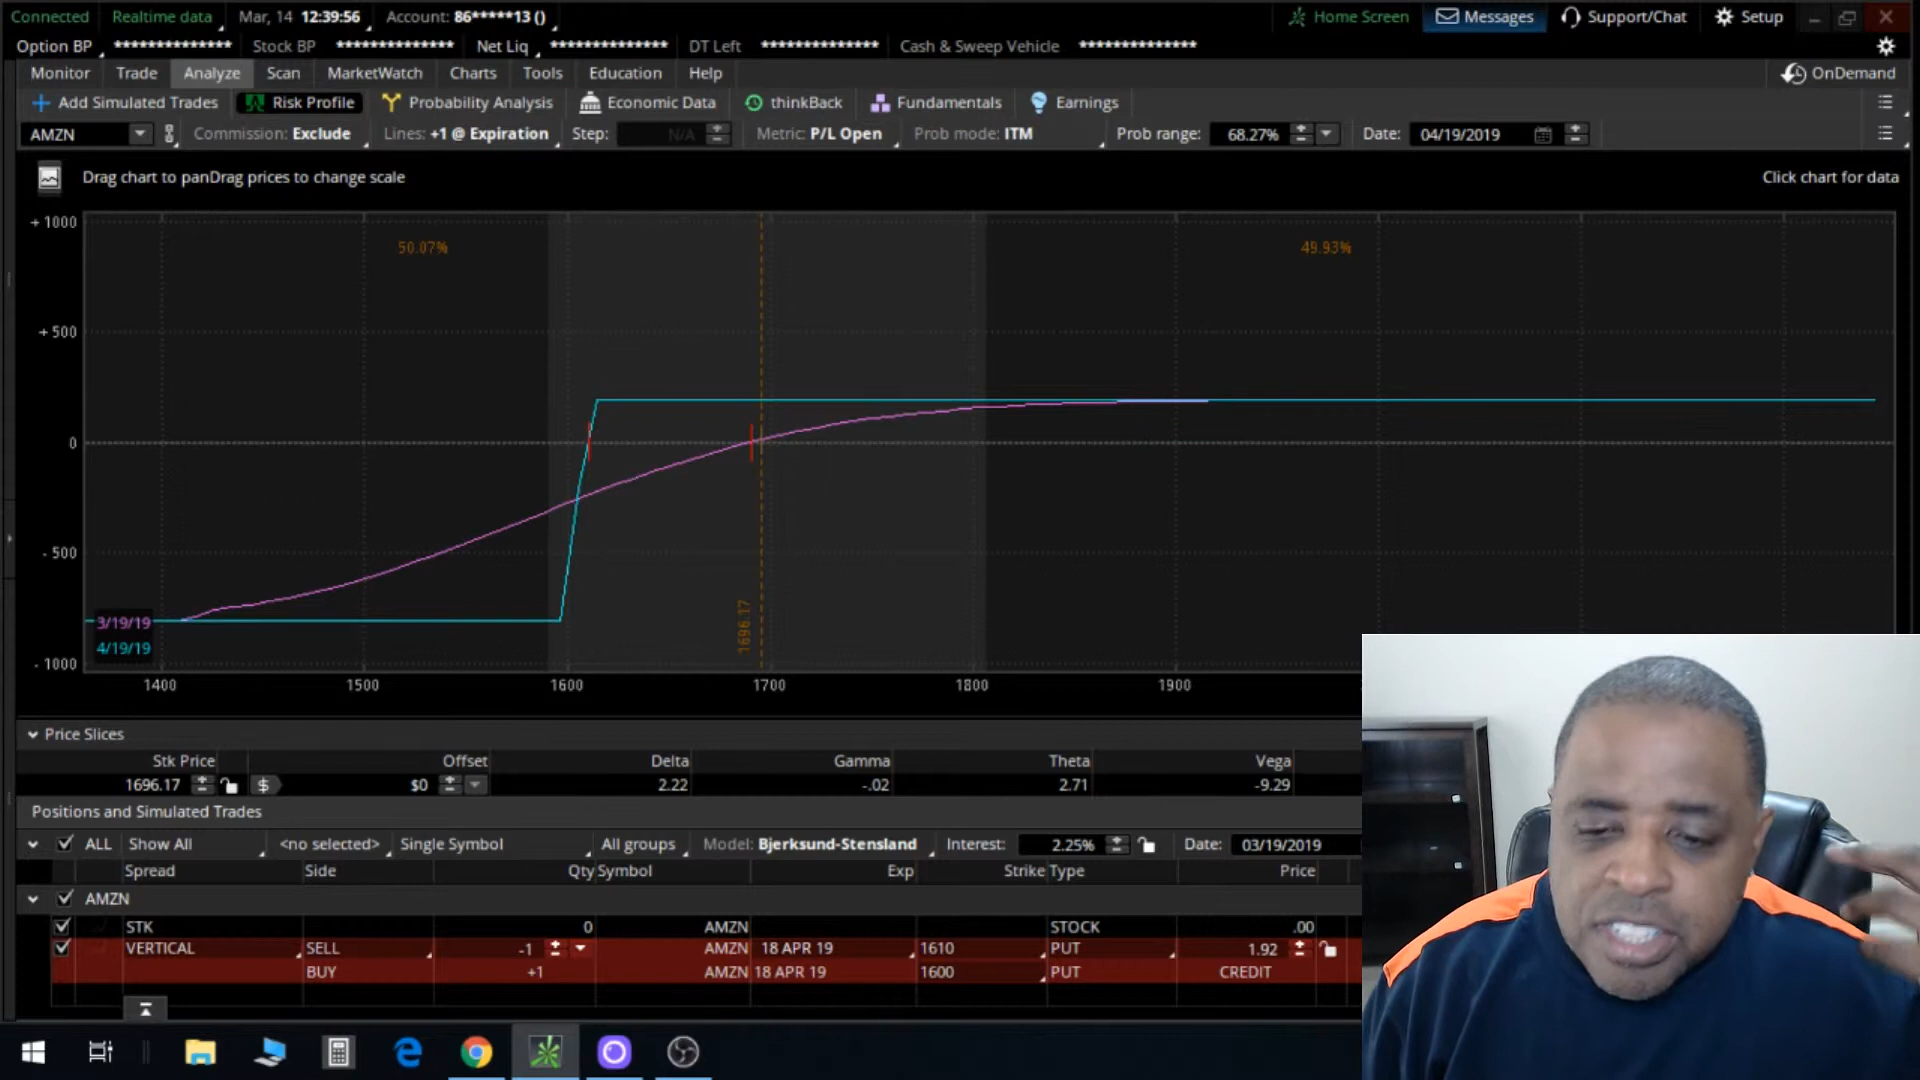 Connected Realtime data Mar, 14 12:39:56 Account: 86*****13 () Home Screen Messages Support/Chat Setup
Option BP ************** Stock BP ************** Net Liq ************** DT Left ************** Cash & Sweep Vehicle **************
Monitor Trade Analyze Scan MarketWatch Charts Tools Education Help OnDemand
Add Simulated Trades Risk Profile Probability Analysis Economic Data thinkBack Fundamentals Earnings
AMZN Commission: Exclude Lines: +1 @ Expiration Step: N/A Metric: P/L Open Prob mode: ITM Prob range: 68.27% Date: 04/19/2019
Drag chart to panDrag prices to change scale Click chart for data
+ 1000
50.07% 49.93%
+ 500
0
- 500
1696.17
3/19/19
4/19/19
- 1000
1400 1500 1600 1700 1800 1900
Price Slices
Stk Price Offset Delta Gamma Theta Vega
1696.17 $ $0 2.22 -.02 2.71 -9.29
Positions and Simulated Trades
ALL Show All <no selected> Single Symbol All groups Model: Bjerksund-Stensland Interest: 2.25% Date: 03/19/2019
Spread Side Qty Symbol Exp Strike Type Price
AMZN
STK 0 AMZN STOCK .00
VERTICAL SELL -1 AMZN 18 APR 19 1610 PUT 1.92
BUY +1 AMZN 18 APR 19 1600 PUT CREDIT